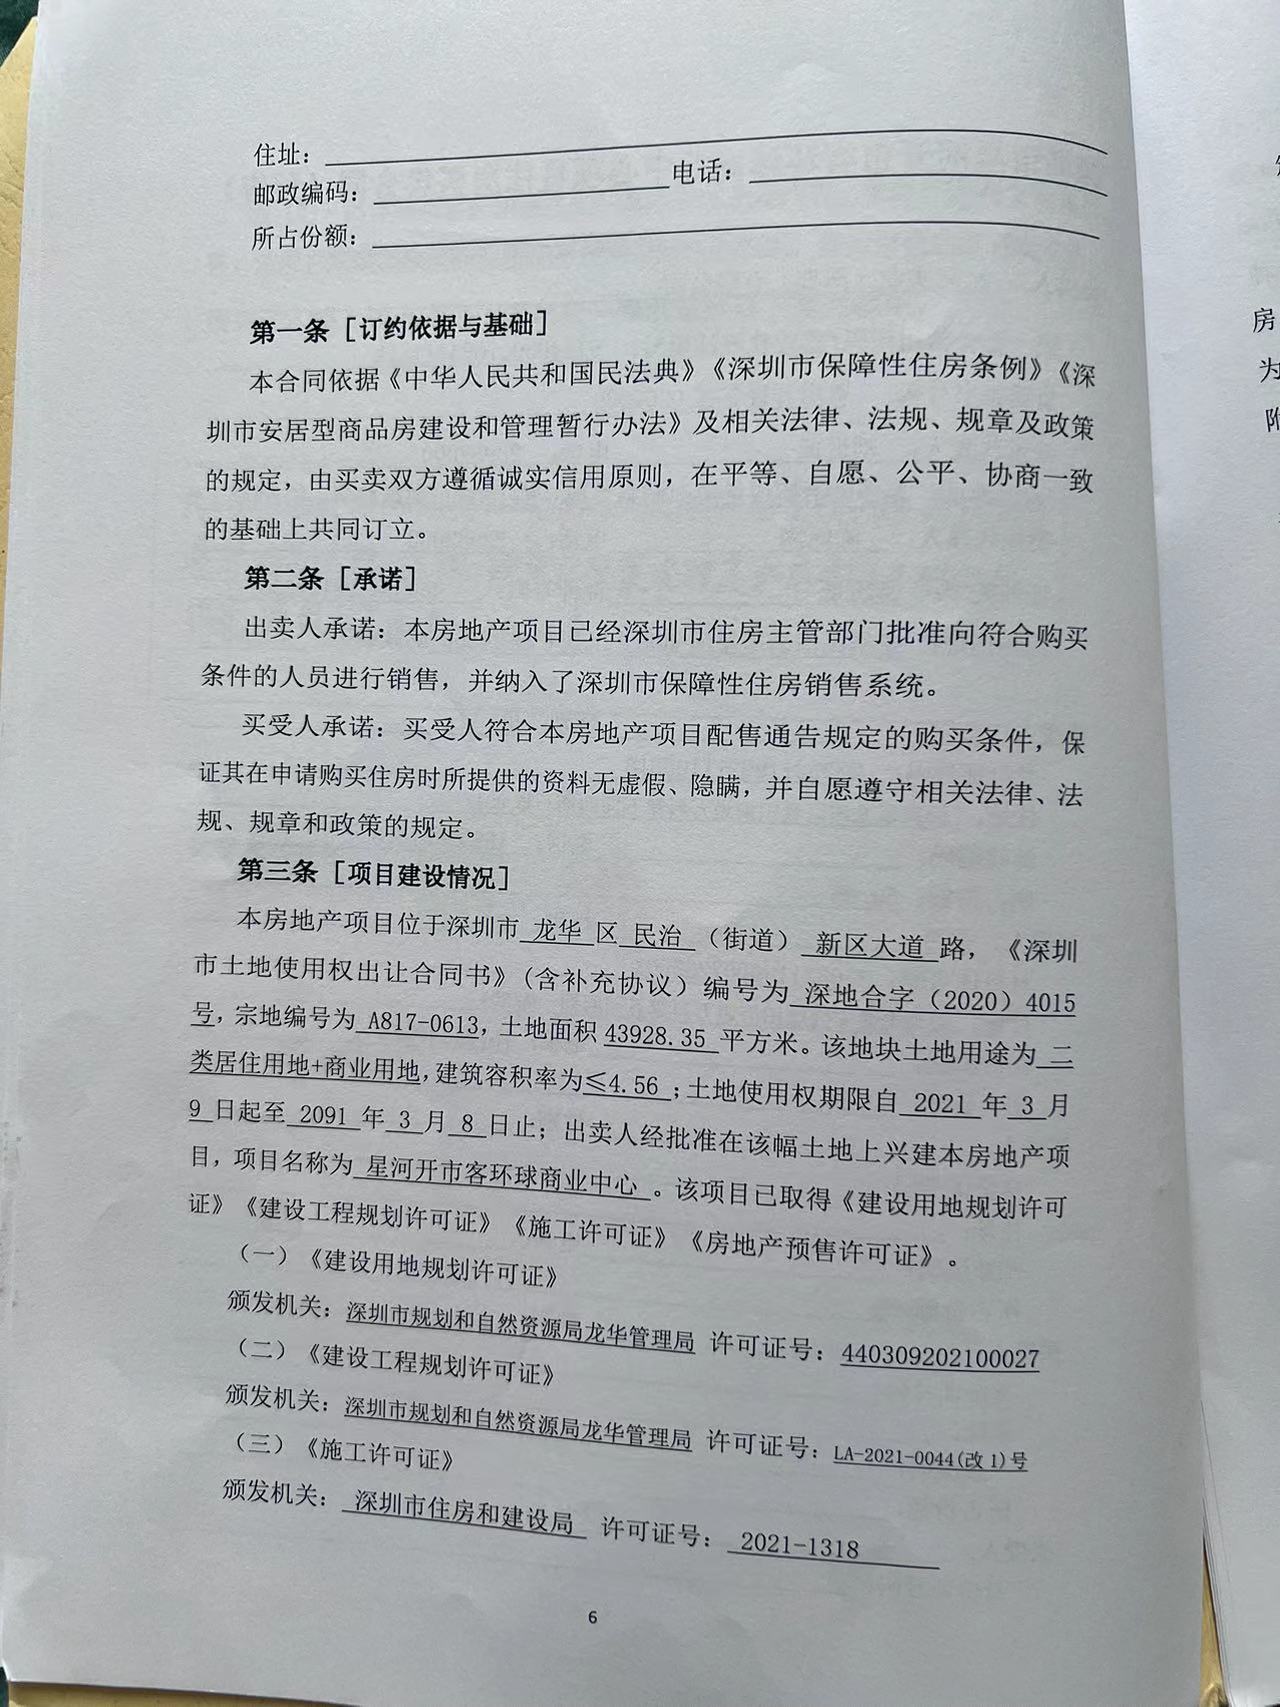 住址：
邮政编码： 电话：
所占份额：
第一条［订约依据与基础］
本合同依据《中华人民共和国民法典》《深圳市保障性住房条例》《深
圳市安居型商品房建设和管理暂行办法》及相关法律、法规、规章及政策
的规定，由买卖双方遵循诚实信用原则，在平等、自愿、公平、协商一致
的基础上共同订立。
第二条［承诺］
出卖人承诺：本房地产项目已经深圳市住房主管部门批准向符合购买
条件的人员进行销售，并纳入了深圳市保障性住房销售系统。
买受人承诺：买受人符合本房地产项目配售通告规定的购买条件，保
证其在申请购买住房时所提供的资料无虚假、隐瞒，并自愿遵守相关法律、法
规、规章和政策的规定。
第三条［项目建设情况］
本房地产项目位于深圳市 龙华 区 民治 （街道） 新区大道 路， 《深圳
市土地使用权出让合同书》（含补充协议）编号为 深地合字（2020）4015
号，宗地编号为 A817-0613，土地面积 43928.35 平方米。该地块土地用途为 二
类居住用地+商业用地，建筑容积率为≤4.56 ；土地使用权期限自 2021 年 3 月
9 日起至 2091 年 3 月 8 日止；出卖人经批准在该幅土地上兴建本房地产项
目，项目名称为 星河开市客环球商业中心 。该项目已取得《建设用地规划许可
证》《建设工程规划许可证》《施工许可证》《房地产预售许可证》。
（一）《建设用地规划许可证》
颁发机关：深圳市规划和自然资源局龙华管理局 许可证号：440309202100027
（二）《建设工程规划许可证》
颁发机关：深圳市规划和自然资源局龙华管理局 许可证号：LA-2021-0044(改1)号
（三）《施工许可证》
颁发机关： 深圳市住房和建设局 许可证号： 2021-1318
6
房
为